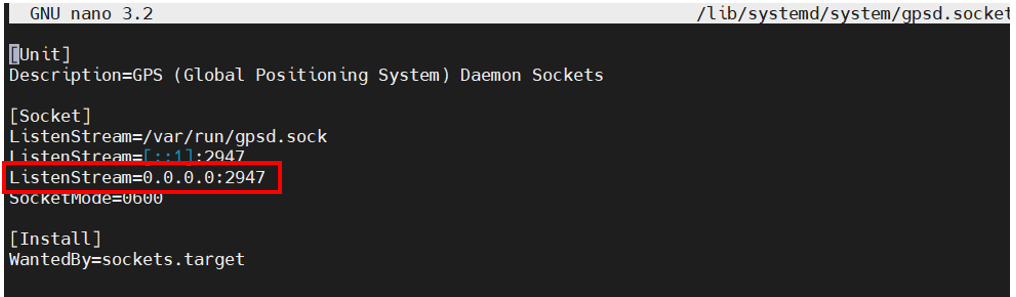 GNU nano 3.2 /lib/systemd/system/gpsd.socket
[Unit]
Description=GPS (Global Positioning System) Daemon Sockets
[Socket]
ListenStream=/var/run/gpsd.sock
ListenStream=[::1]:2947
ListenStream=0.0.0.0:2947
SocketMode=0600
[Install]
WantedBy=sockets.target